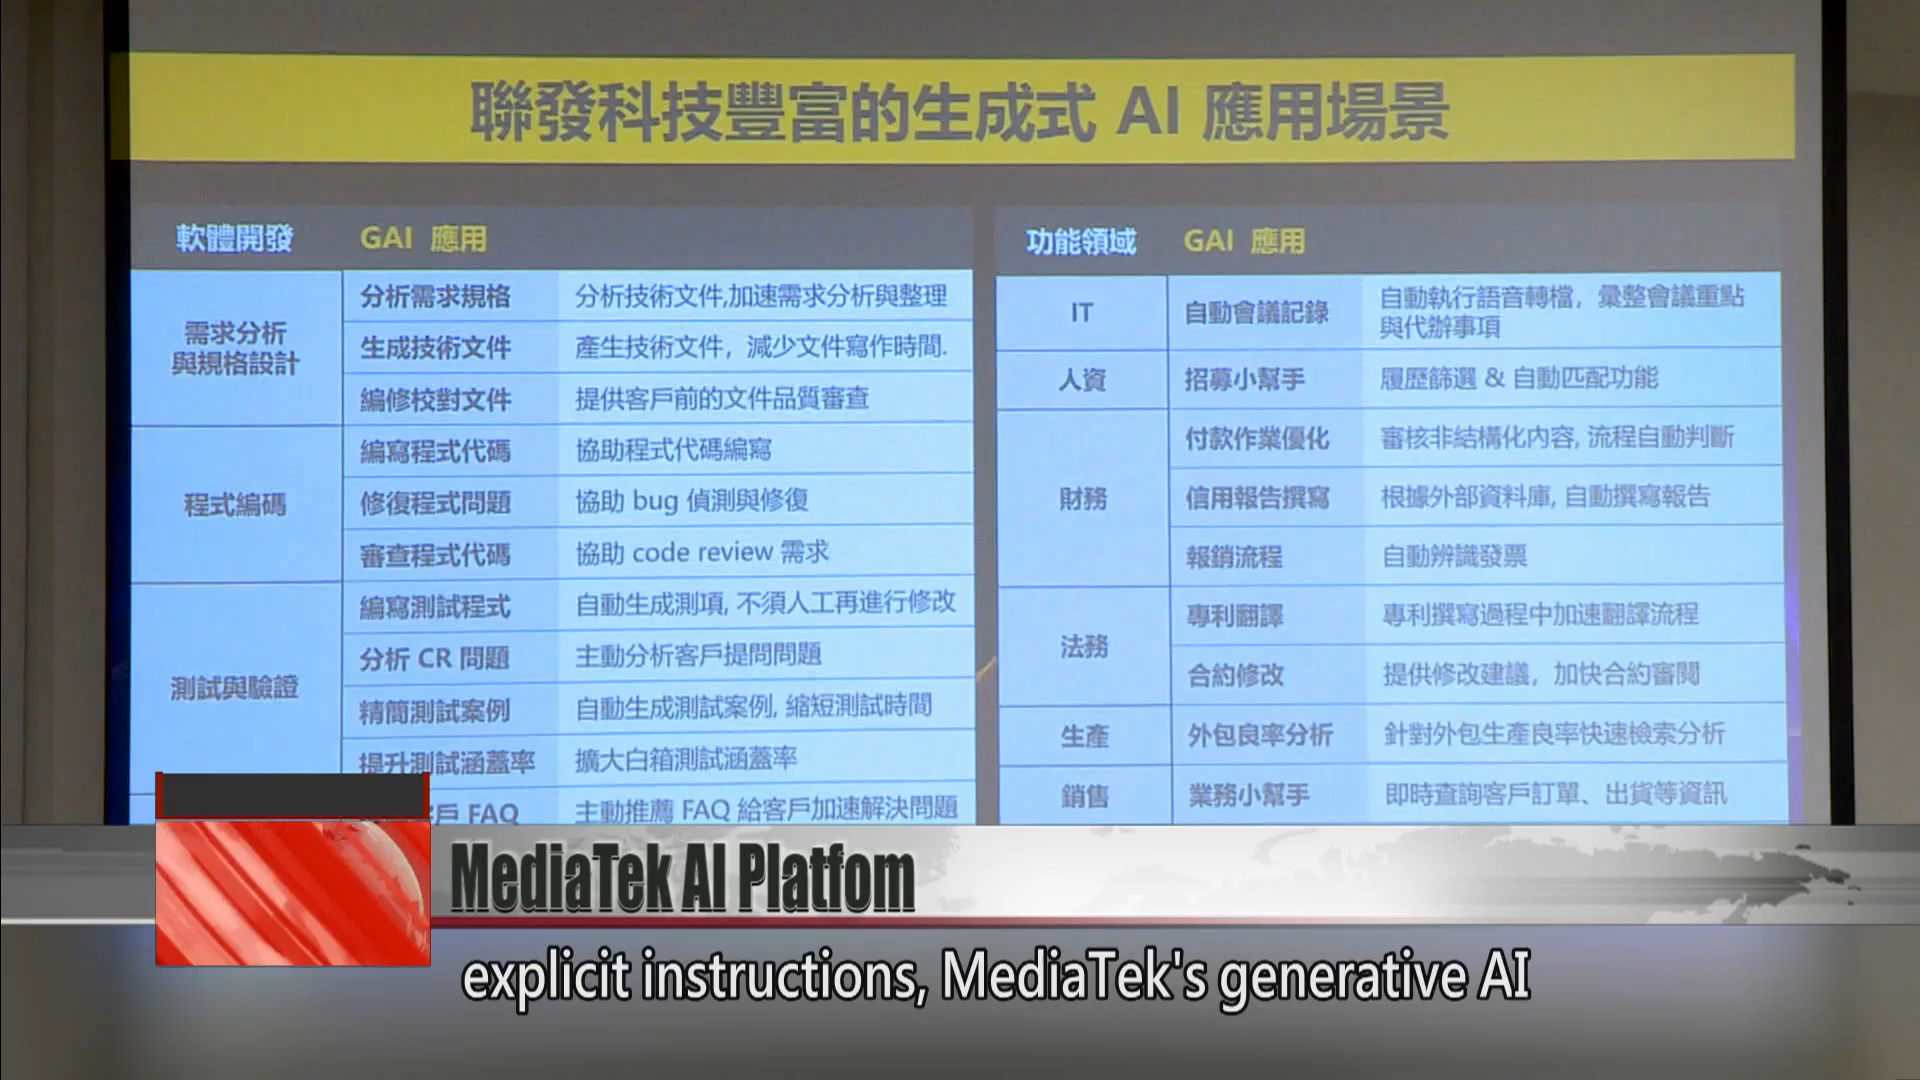 聯發科技豐富的生成式 AI 應用場景
軟體開發 GAI 應用
需求分析
與規格設計
分析需求規格 分析技術文件,加速需求分析與整理
生成技術文件 產生技術文件，減少文件寫作時間.
編修校對文件 提供客戶前的文件品質審查
程式編碼
編寫程式代碼 協助程式代碼編寫
修復程式問題 協助 bug 偵測與修復
審查程式代碼 協助 code review 需求
測試與驗證
編寫測試程式 自動生成測項, 不須人工再進行修改
分析 CR 問題 主動分析客戶提問問題
精簡測試案例 自動生成測試案例, 縮短測試時間
提升測試涵蓋率 擴大白箱測試涵蓋率
客戶 FAQ 主動推薦 FAQ 給客戶加速解決問題
功能領域 GAI 應用
IT 自動會議記錄 自動執行語音轉檔，彙整會議重點
與代辦事項
人資 招募小幫手 履歷篩選 & 自動匹配功能
財務
付款作業優化 審核非結構化內容, 流程自動判斷
信用報告撰寫 根據外部資料庫, 自動撰寫報告
報銷流程 自動辨識發票
法務
專利翻譯 專利撰寫過程中加速翻譯流程
合約修改 提供修改建議，加快合約審閱
生產 外包良率分析 針對外包生產良率快速檢索分析
銷售 業務小幫手 即時查詢客戶訂單、出貨等資訊
MediaTek AI Platfom
explicit instructions, MediaTek's generative AI